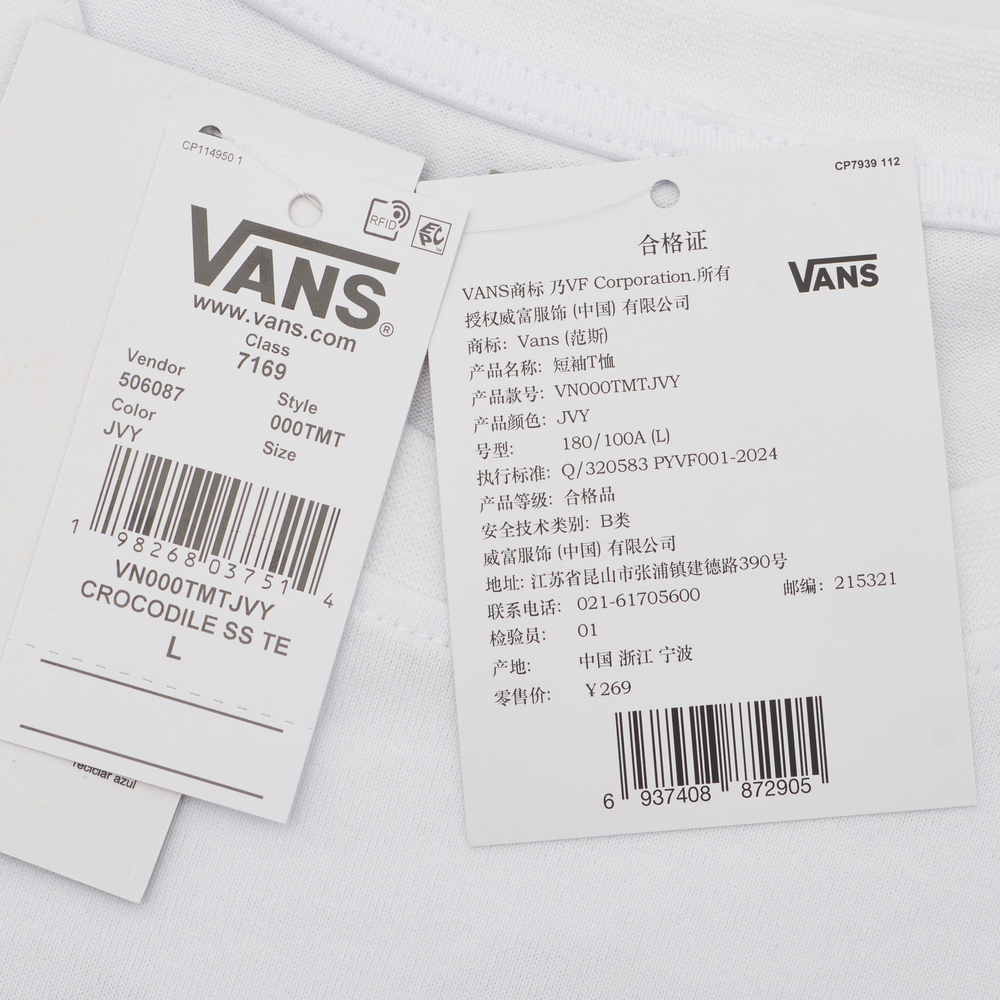 CP114950 1
RFID
EPC
VANS®
www.vans.com
Class
7169
Vendor
506087
Style
000TMT
Color
JVY
Size
1 98268 03751 4
VN000TMTJVY
CROCODILE SS TE
L
reciclar azul
CP7939 112
合格证
VANS
VANS商标 乃VF Corporation.所有
授权威富服饰 (中国) 有限公司
商标: Vans (范斯)
产品名称: 短袖T恤
产品款号: VN000TMTJVY
产品颜色: JVY
号型: 180/100A (L)
执行标准: Q/320583 PYVF001-2024
产品等级: 合格品
安全技术类别: B类
威富服饰 (中国) 有限公司
地址: 江苏省昆山市张浦镇建德路390号
联系电话: 021-61705600 邮编: 215321
检验员: 01
产地: 中国 浙江 宁波
零售价: ¥269
6 937408 872905